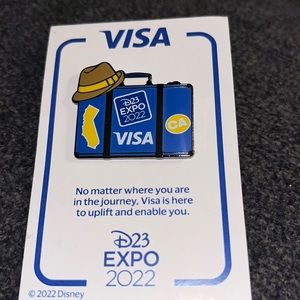 VISA
D23
EXPO
2022
VISA
CA
No matter where you are
in the journey, Visa is here
to uplift and enable you.
D23
EXPO
2022
© 2022 Disney